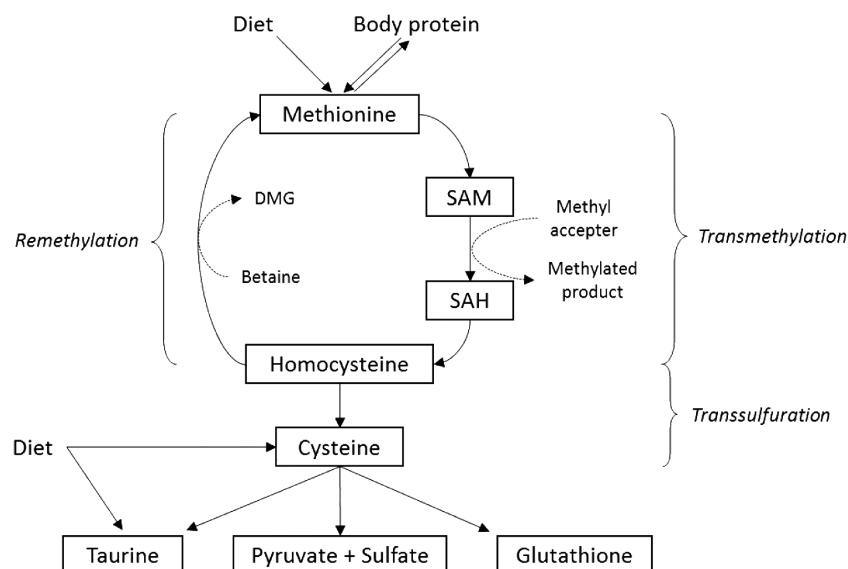 Diet
Body protein
Methionine
SAM
DMG
Methyl
accepter
Remethylation
Transmethylation
Betaine
Methylated
product
SAH
Homocysteine
Transsulfuration
Diet
Cysteine
Taurine
Pyruvate + Sulfate
Glutathione